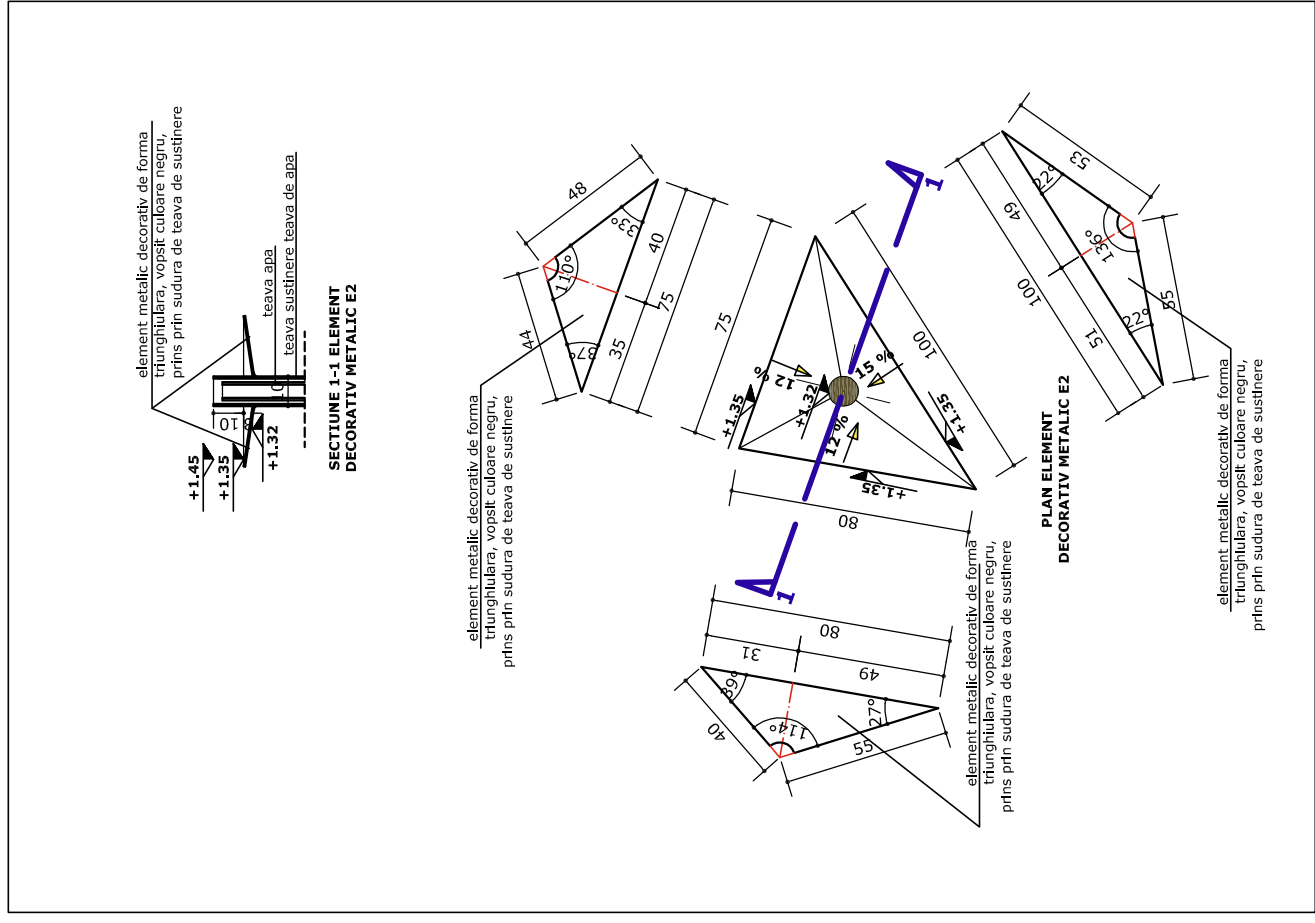 element metalic decorativ de forma
triunghiulara, vopsit culoare negru,
prins prin sudura de teava de sustinere
teava apa
teava sustinere teava de apa
+1.45
+1.35
+1.32
10
8
10
SECTIUNE 1-1 ELEMENT
DECORATIV METALIC E2
element metalic decorativ de forma
triunghiulara, vopsit culoare negru,
prins prin sudura de teava de sustinere
48
44
110°
33°
37°
40
35
75
75
80
100
+1.35
+1.32
+1.35
+1.35
12 %
12 %
15 %
1
1
PLAN ELEMENT
DECORATIV METALIC E2
80
31
49
39°
114°
27°
40
55
element metalic decorativ de forma
triunghiulara, vopsit culoare negru,
prins prin sudura de teava de sustinere
53
49
51
100
22°
136°
22°
55
element metalic decorativ de forma
triunghiulara, vopsit culoare negru,
prins prin sudura de teava de sustinere